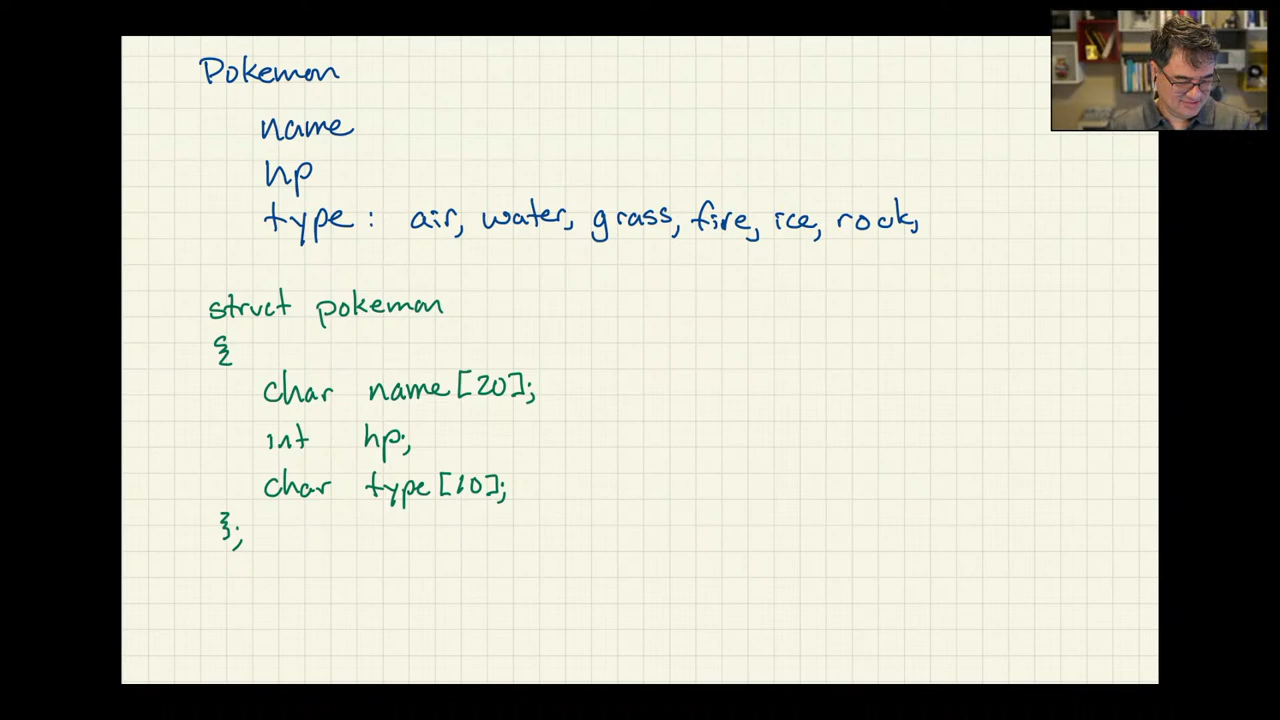 Pokemon
name
hp
type: air, water, grass, fire, ice, rock,
struct pokemon
{
char name[20];
int hp;
char type[10];
};